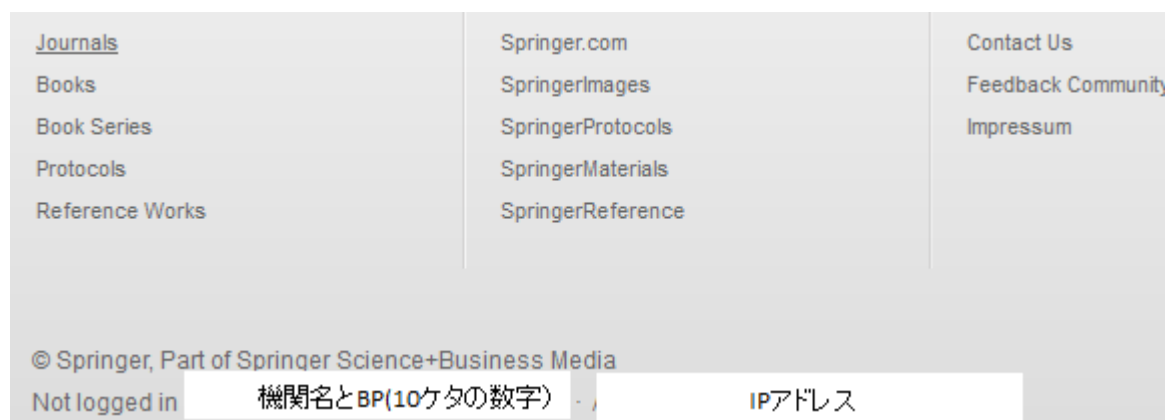 Journals
Books
Book Series
Protocols
Reference Works
Springer.com
SpringerImages
SpringerProtocols
SpringerMaterials
SpringerReference
Contact Us
Feedback Community
Impressum
© Springer, Part of Springer Science+Business Media
Not logged in 機関名とBP(10ケタの数字) - IPアドレス